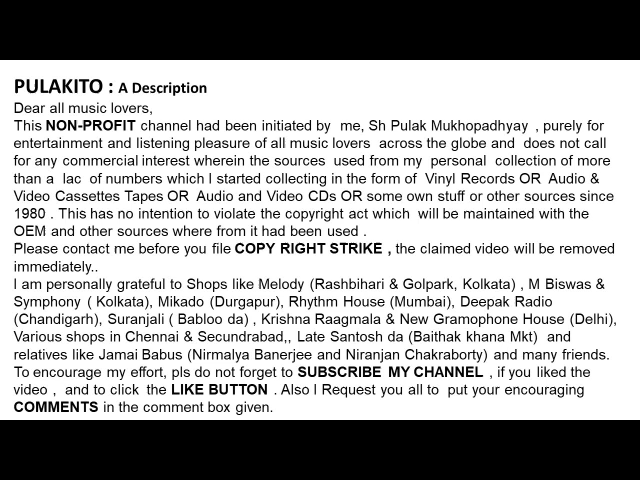 PULAKITO : A Description
Dear all music lovers,
This NON-PROFIT channel had been initiated by me, Sh Pulak Mukhopadhyay , purely for
entertainment and listening pleasure of all music lovers across the globe and does not call
for any commercial interest wherein the sources used from my personal collection of more
than a lac of numbers which I started collecting in the form of Vinyl Records OR Audio &
Video Cassettes Tapes OR Audio and Video CDs OR some own stuff or other sources since
1980 . This has no intention to violate the copyright act which will be maintained with the
OEM and other sources where from it had been used .
Please contact me before you file COPY RIGHT STRIKE , the claimed video will be removed
immediately..
I am personally grateful to Shops like Melody (Rashbihari & Golpark, Kolkata) , M Biswas &
Symphony ( Kolkata), Mikado (Durgapur), Rhythm House (Mumbai), Deepak Radio
(Chandigarh), Suranjali ( Babloo da) , Krishna Raagmala & New Gramophone House (Delhi),
Various shops in Chennai & Secundrabad,, Late Santosh da (Baithak khana Mkt) and
relatives like Jamai Babus (Nirmalya Banerjee and Niranjan Chakraborty) and many friends.
To encourage my effort, pls do not forget to SUBSCRIBE MY CHANNEL , if you liked the
video , and to click the LIKE BUTTON . Also I Request you all to put your encouraging
COMMENTS in the comment box given.